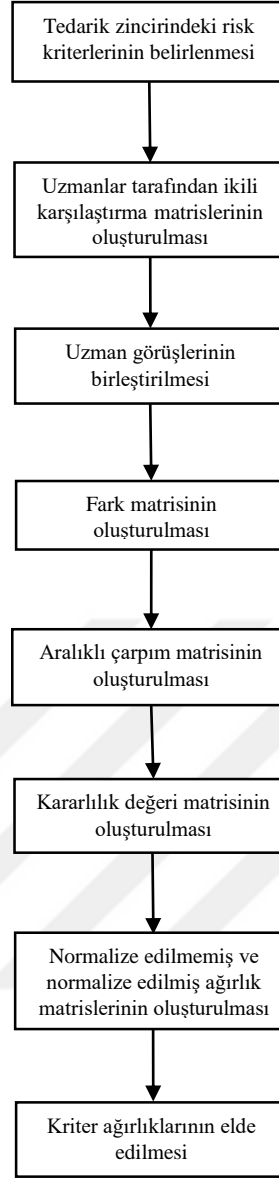 Tedarik zincirindeki risk
kriterlerinin belirlenmesi
Uzmanlar tarafından ikili
karşılaştırma matrislerinin
oluşturulması
Uzman görüşlerinin
birleştirilmesi
Fark matrisinin
oluşturulması
Aralıklı çarpım matrisinin
oluşturulması
Kararlılık değeri matrisinin
oluşturulması
Normalize edilmemiş ve
normalize edilmiş ağırlık
matrislerinin oluşturulması
Kriter ağırlıklarının elde
edilmesi